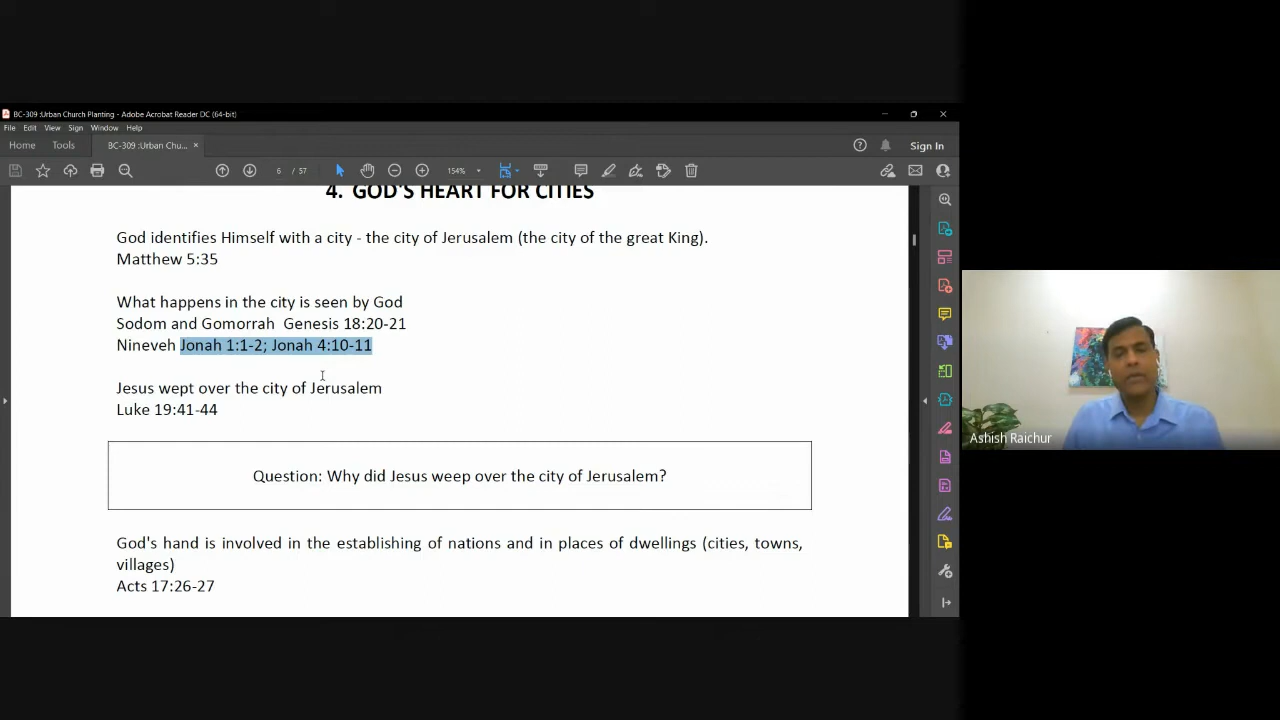 BC-309 :Urban Church Planting - Adobe Acrobat Reader DC (64-bit)
File Edit View Sign Window Help
Home Tools BC-309 :Urban Chu... × Sign In
6 / 57 154%
4. GOD'S HEART FOR CITIES
God identifies Himself with a city - the city of Jerusalem (the city of the great King).
Matthew 5:35
What happens in the city is seen by God
Sodom and Gomorrah Genesis 18:20-21
Nineveh Jonah 1:1-2; Jonah 4:10-11
Jesus wept over the city of Jerusalem
Luke 19:41-44
Question: Why did Jesus weep over the city of Jerusalem?
God's hand is involved in the establishing of nations and in places of dwellings (cities, towns,
villages)
Acts 17:26-27
Ashish Raichur